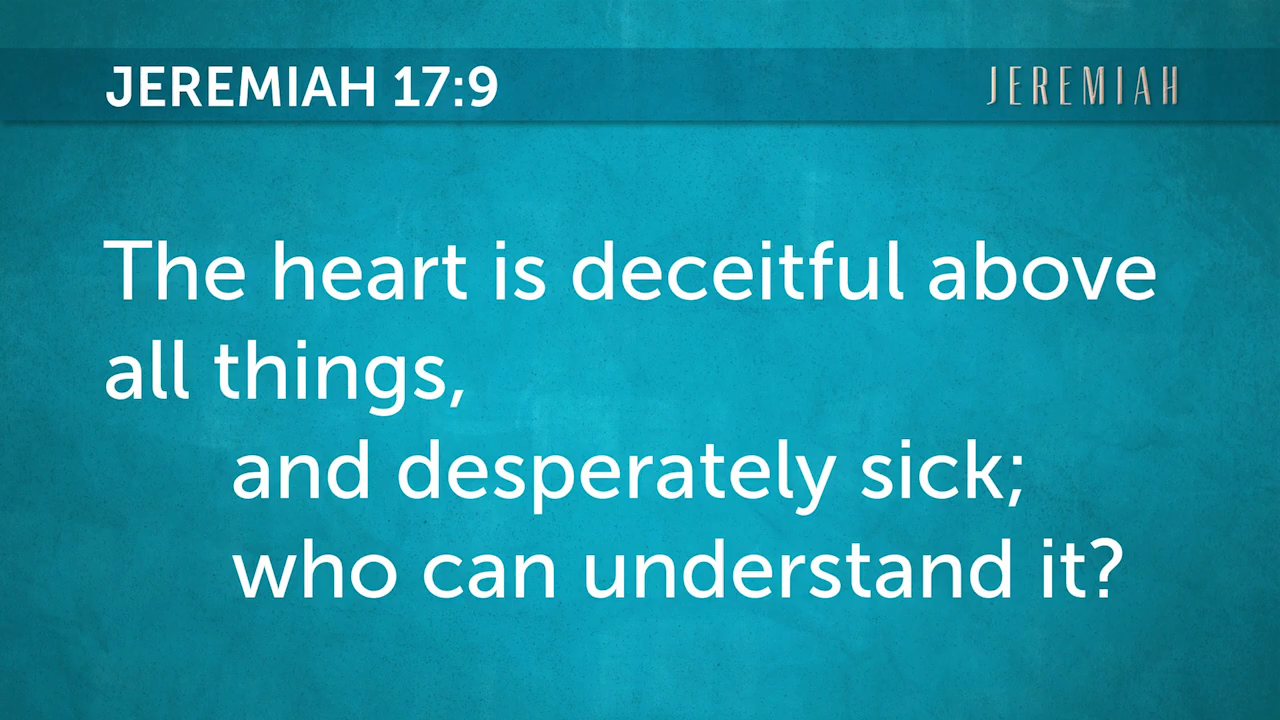 JEREMIAH 17:9
JEREMIAH
The heart is deceitful above
all things,
and desperately sick;
who can understand it?